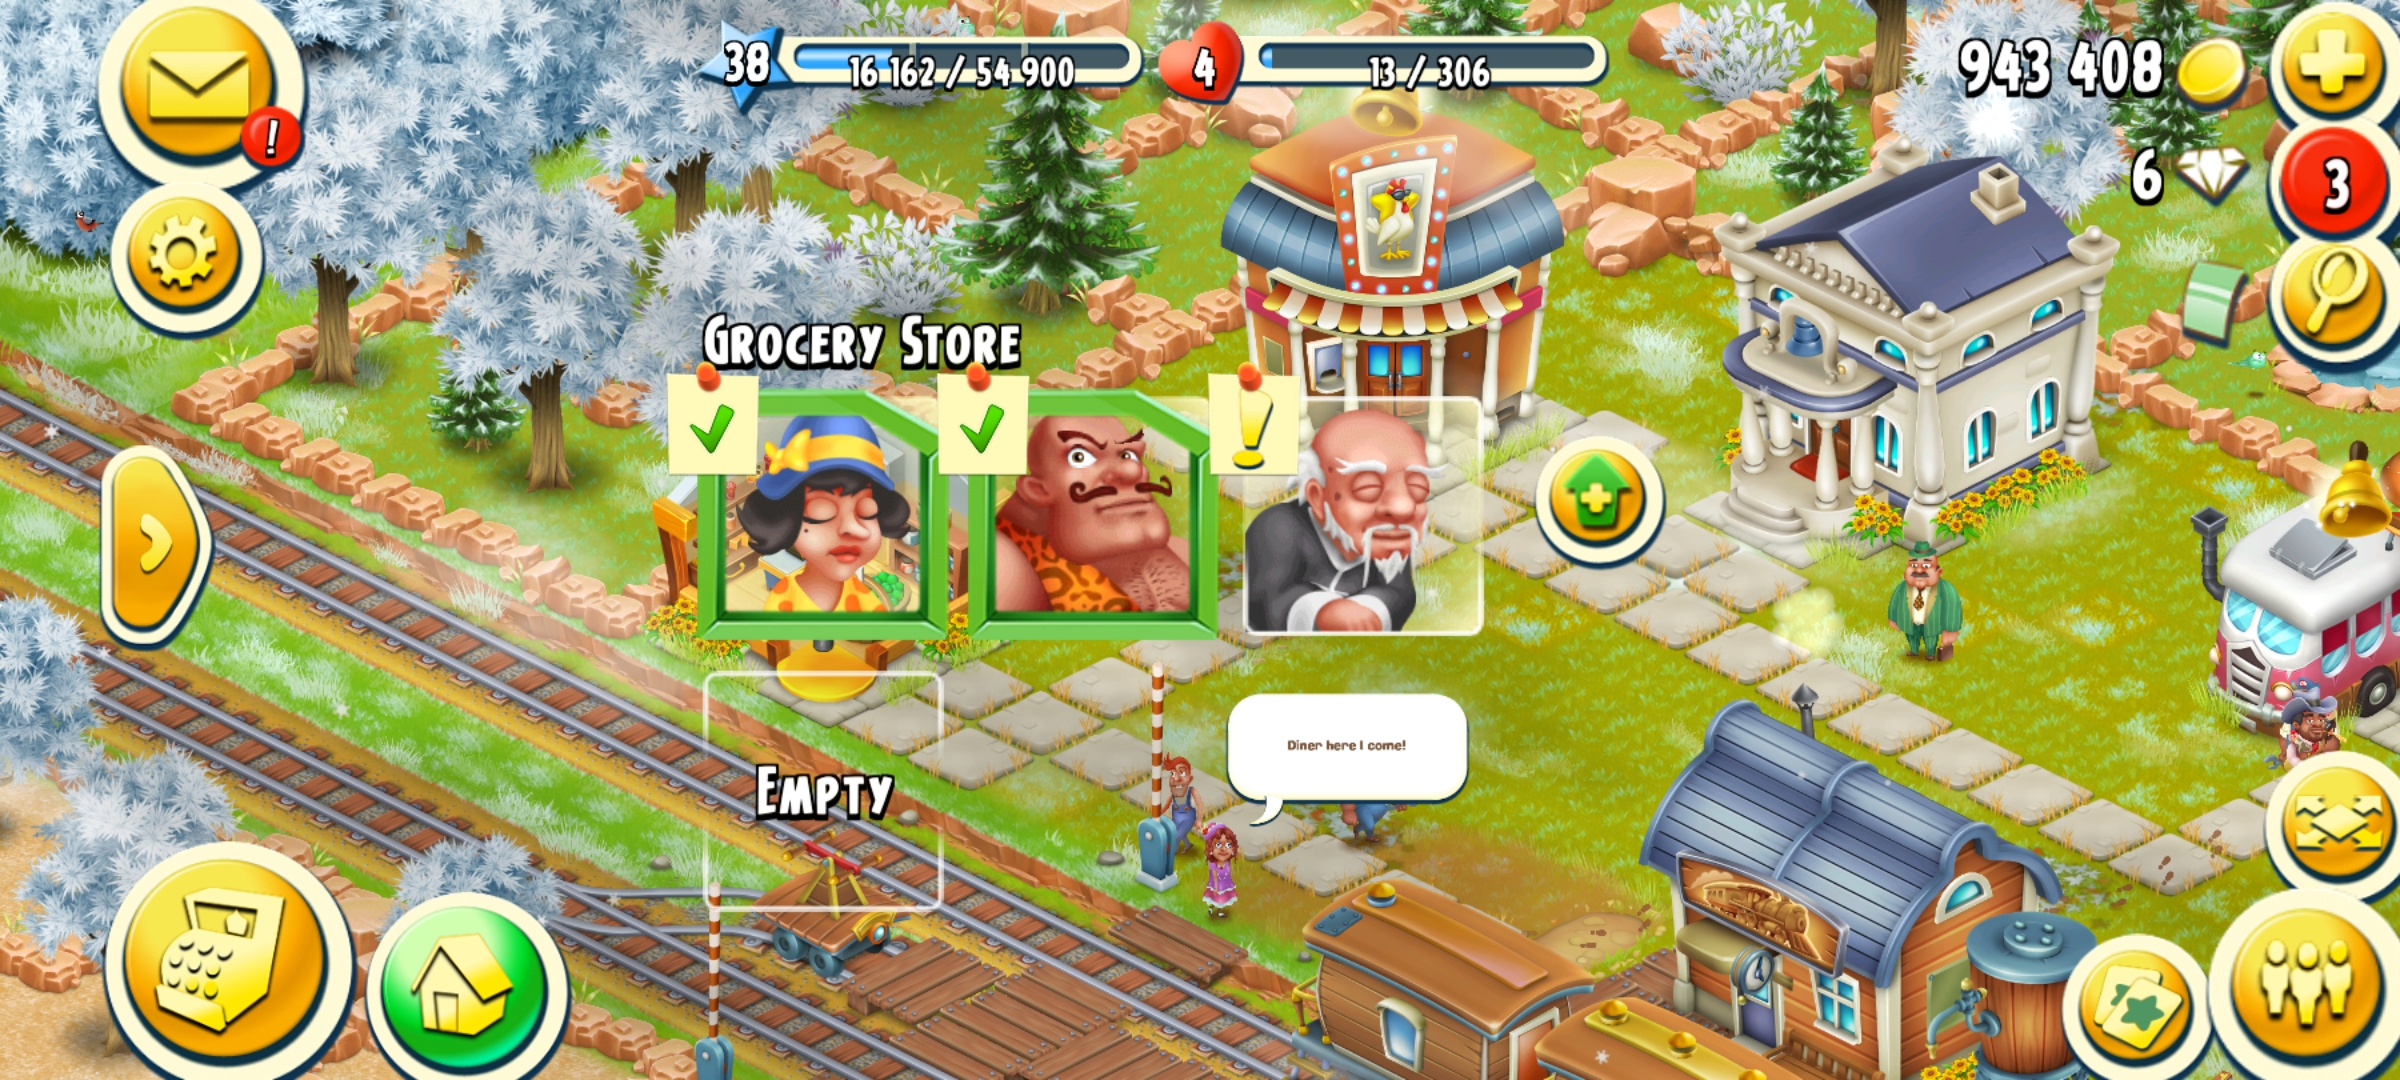 38
16 162 / 54 900
4
13 / 306
943 408
!
6
3
GROCERY STORE
!
Diner here I come!
EMPTY